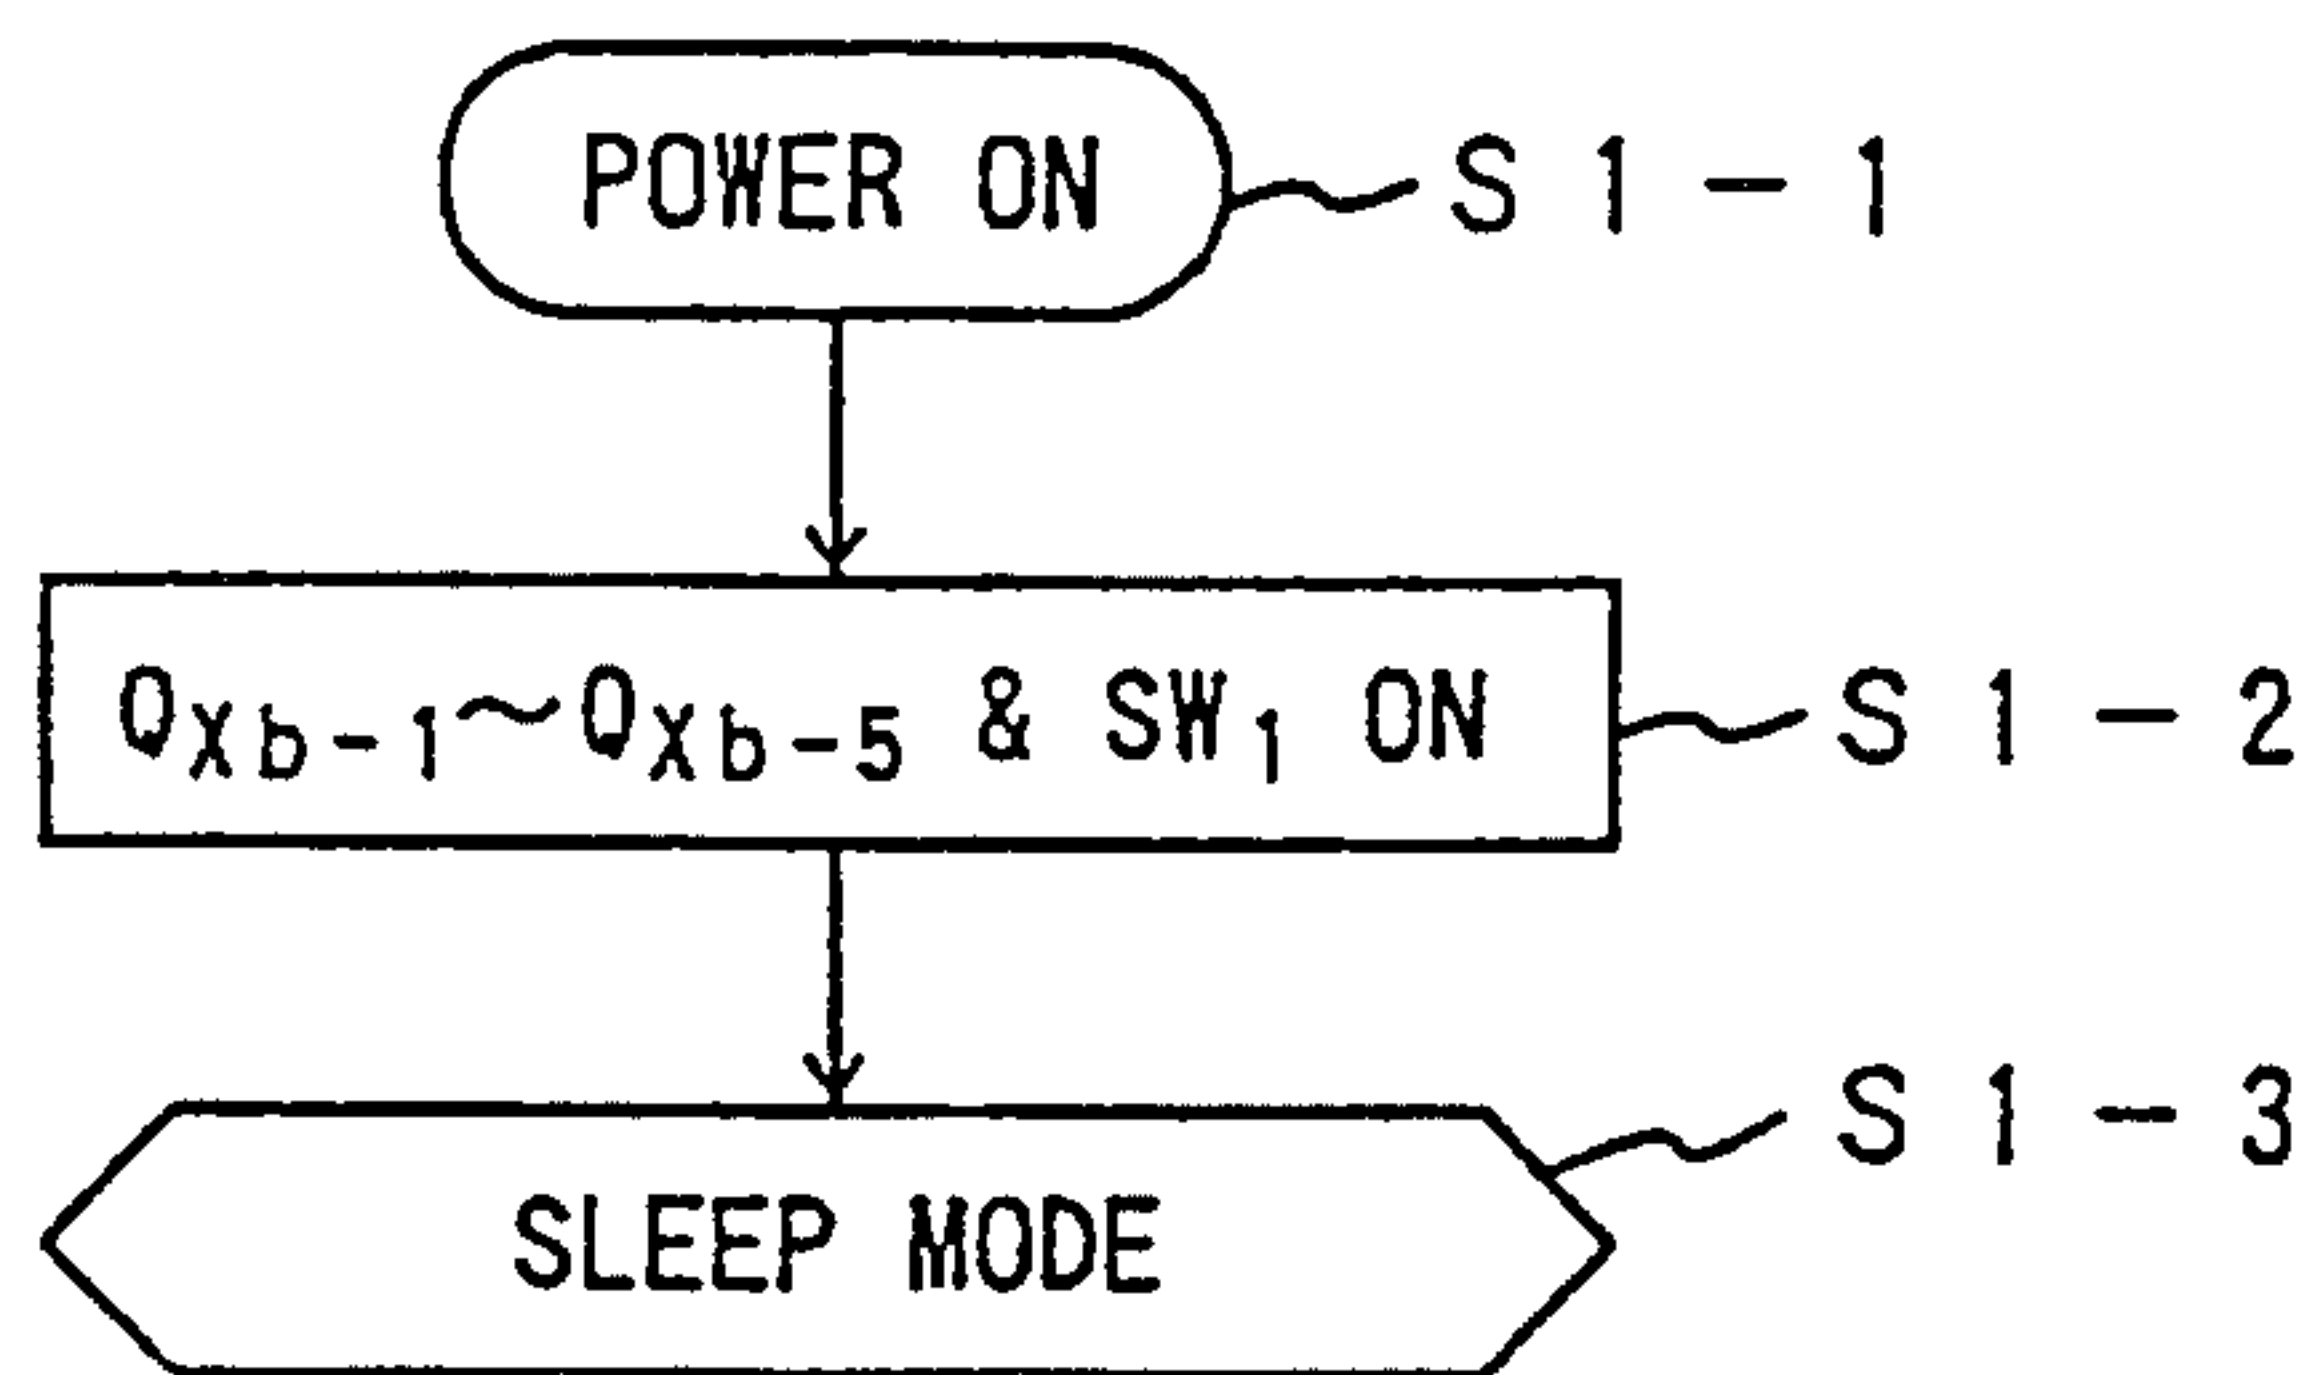 POWER ON S1-1
Qxb-1~Qxb-5 & SW1 ON S1-2
S1-3
SLEEP MODE